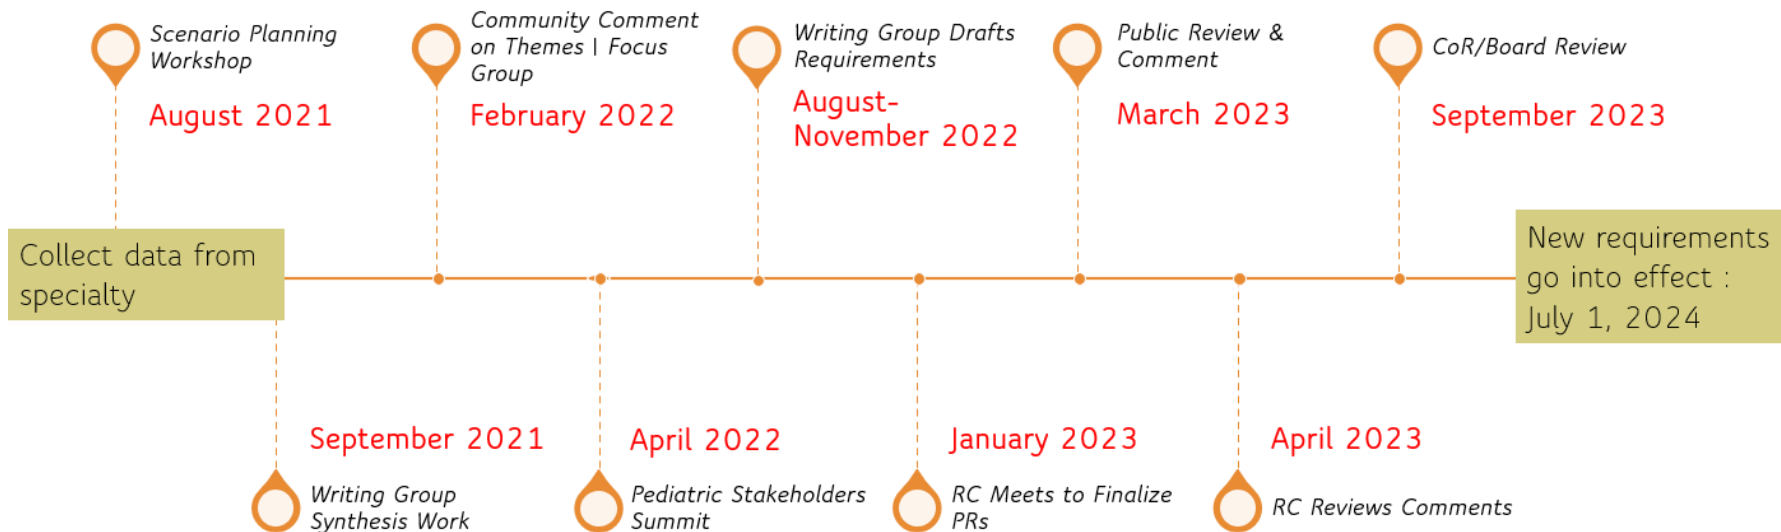 Scenario Planning
Workshop
August 2021
Community Comment
on Themes | Focus
Group
February 2022
Writing Group Drafts
Requirements
August-
November 2022
Public Review &
Comment
March 2023
CoR/Board Review
September 2023
Collect data from
specialty
New requirements
go into effect :
July 1, 2024
September 2021
Writing Group
Synthesis Work
April 2022
Pediatric Stakeholders
Summit
January 2023
RC Meets to Finalize
PRs
April 2023
RC Reviews Comments